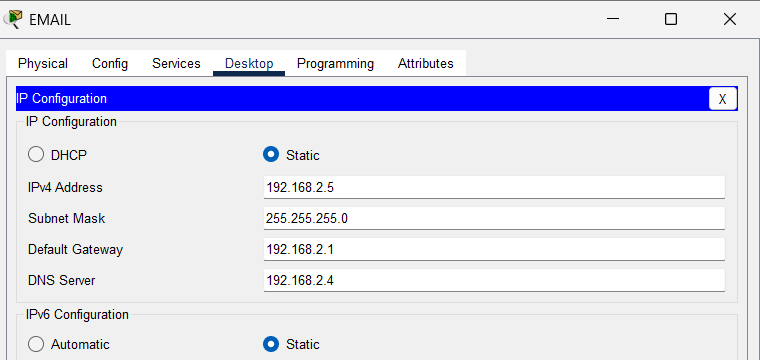 EMAIL
Physical Config Services Desktop Programming Attributes
IP Configuration X
IP Configuration
DHCP Static
IPv4 Address 192.168.2.5
Subnet Mask 255.255.255.0
Default Gateway 192.168.2.1
DNS Server 192.168.2.4
IPv6 Configuration
Automatic Static